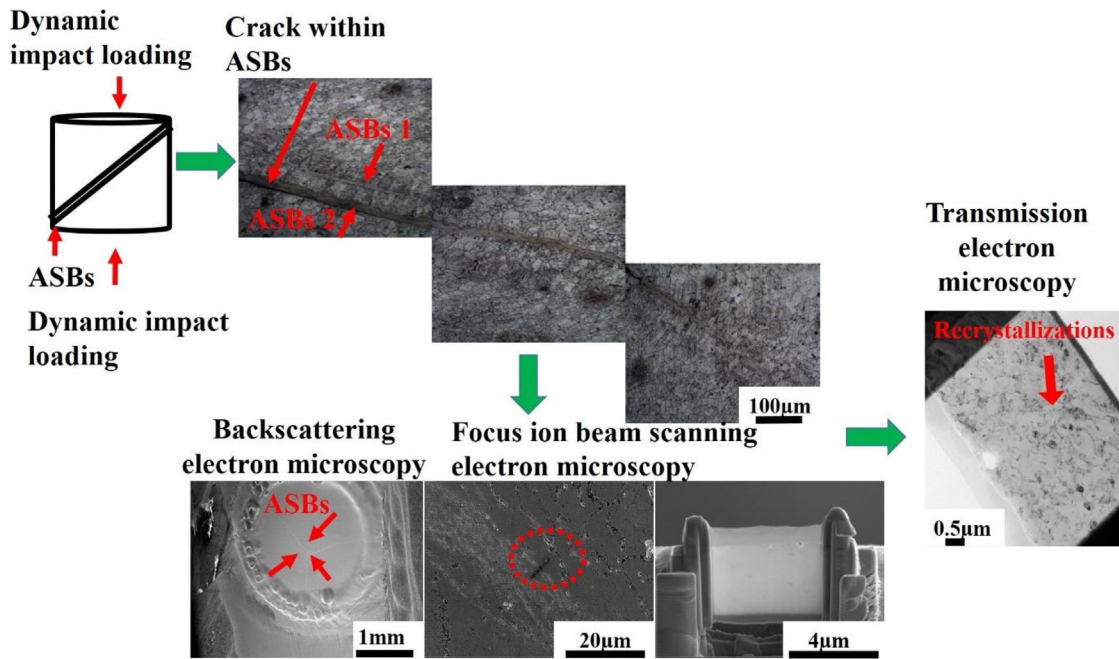 Dynamic
impact loading
ASBs
Dynamic impact
loading
Crack within
ASBs
ASBs 1
ASBs 2
100μm
Backscattering
electron microscopy
ASBs
1mm
Focus ion beam scanning
electron microscopy
20μm
4μm
Transmission
electron
microscopy
Recrystallizations
0.5μm